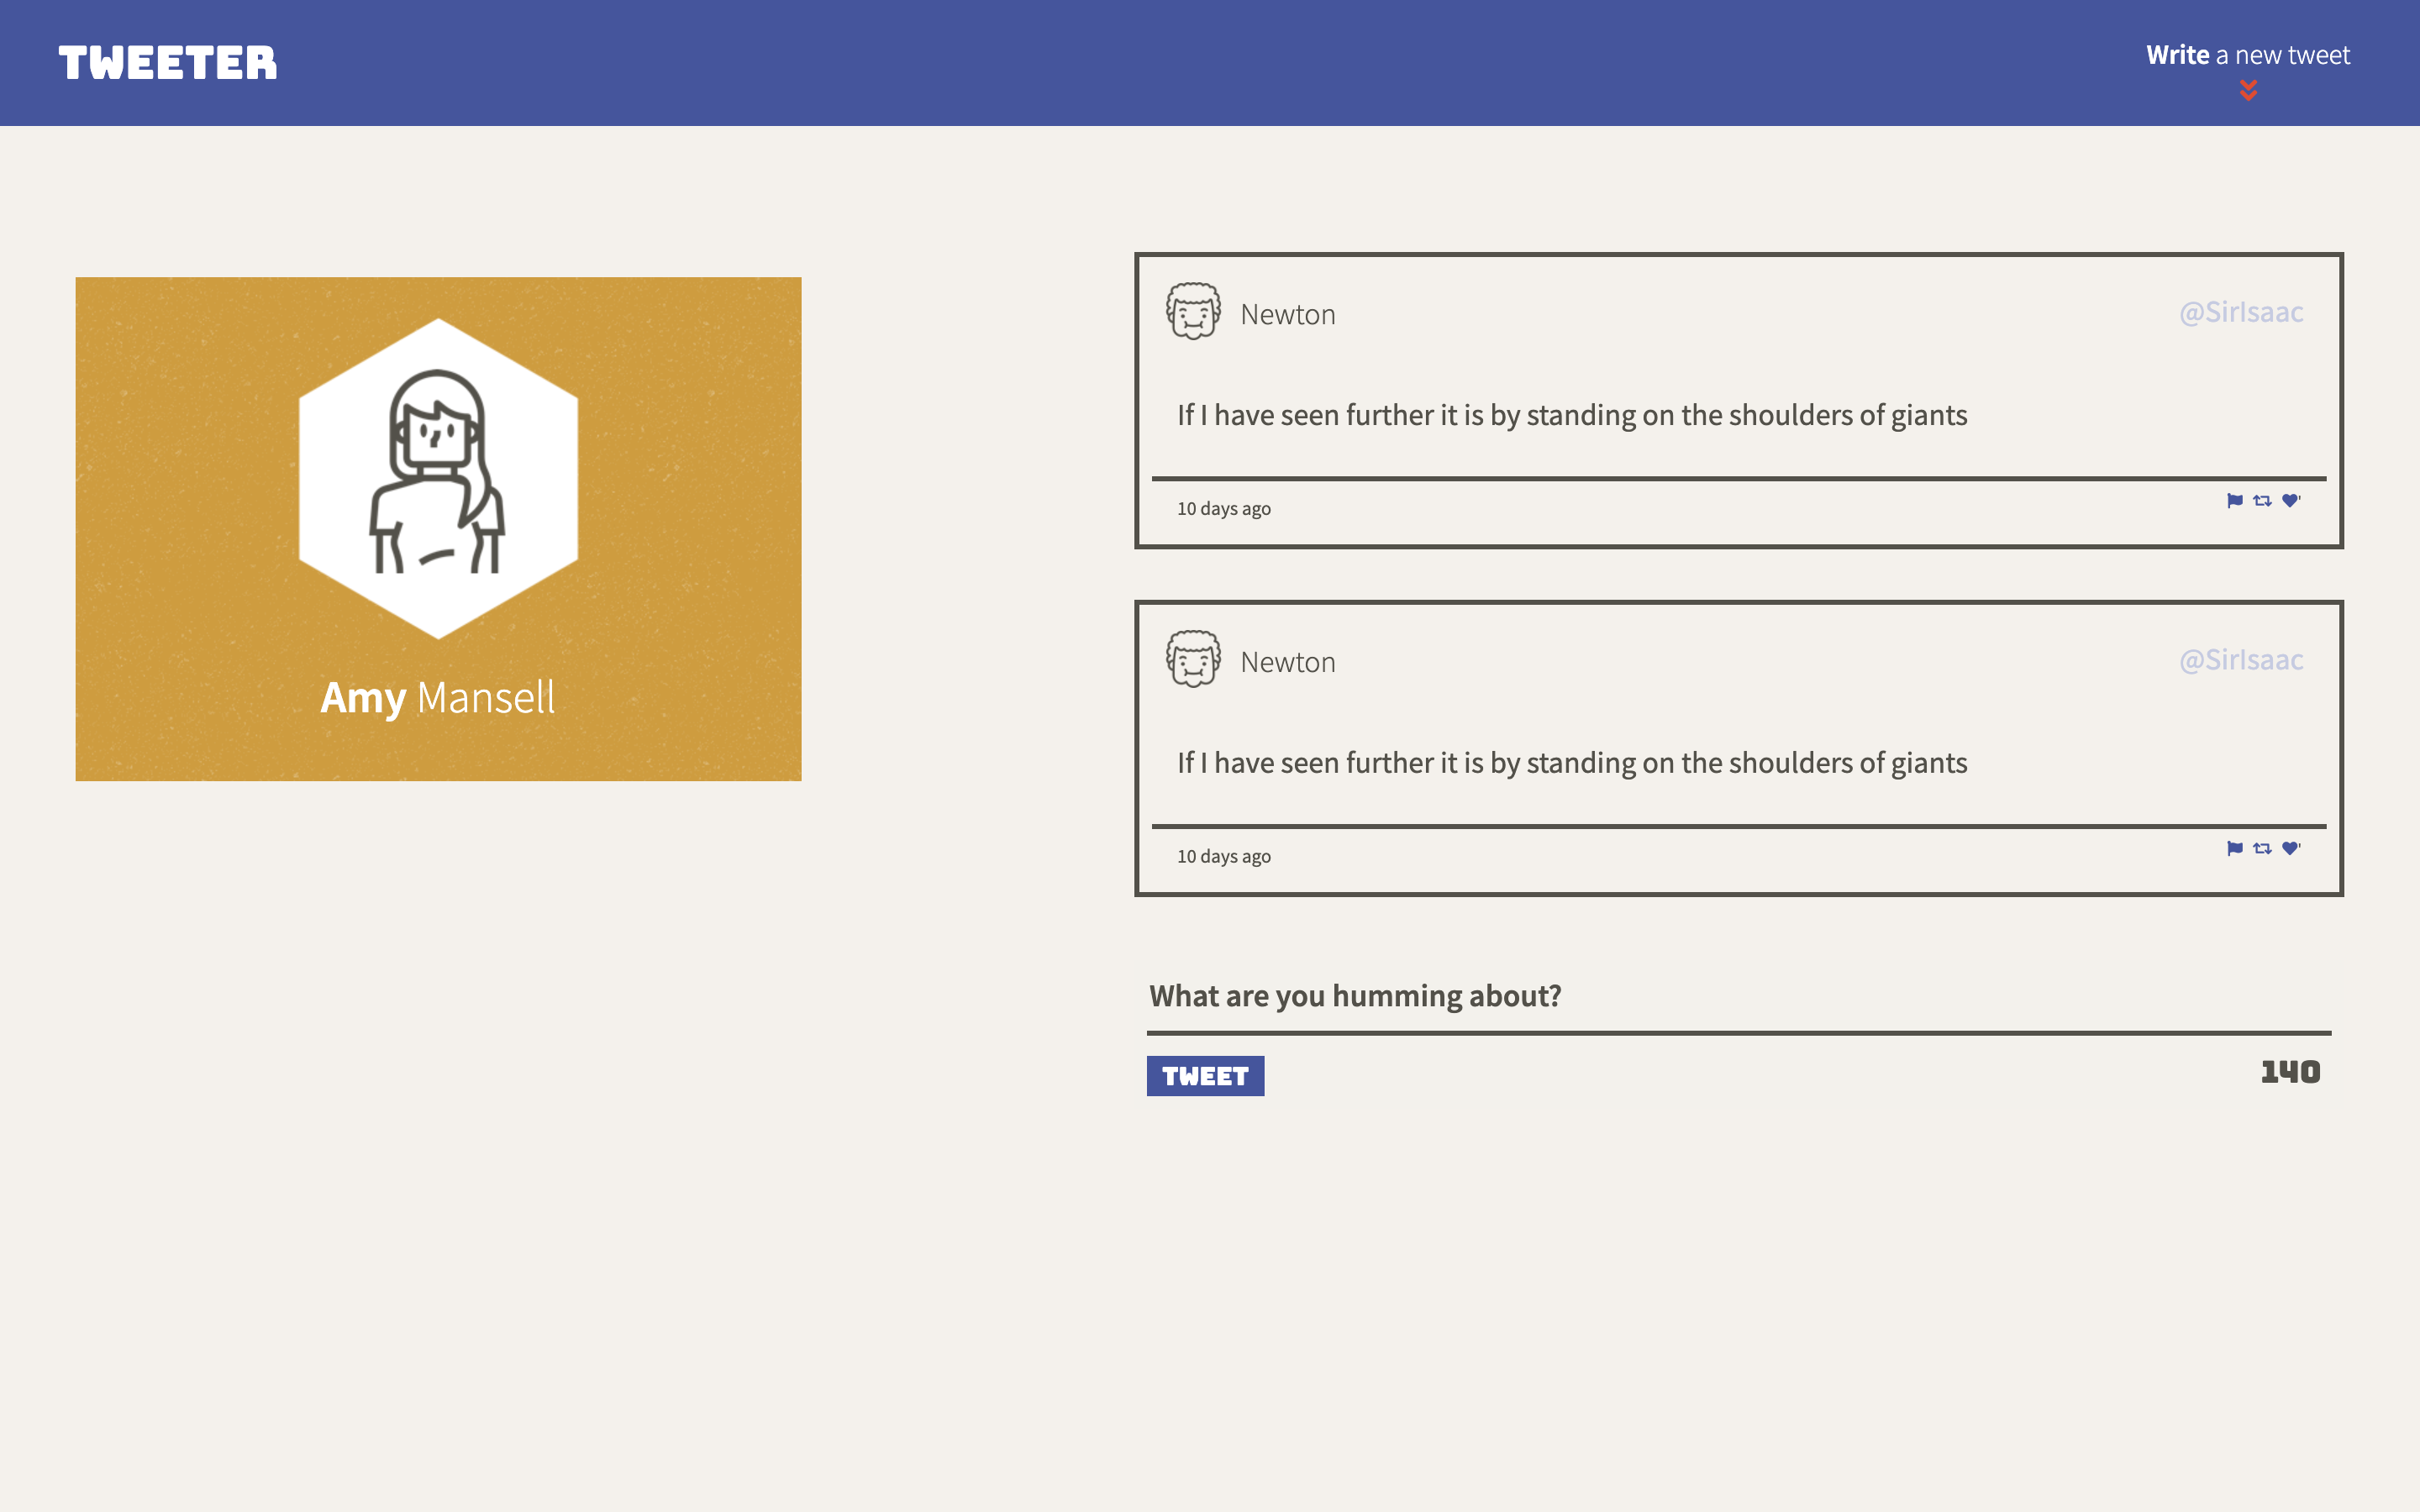 TWEETER
Write a new tweet
Amy Mansell
Newton
@SirIsaac
If I have seen further it is by standing on the shoulders of giants
10 days ago
Newton
@SirIsaac
If I have seen further it is by standing on the shoulders of giants
10 days ago
What are you humming about?
TWEET
140